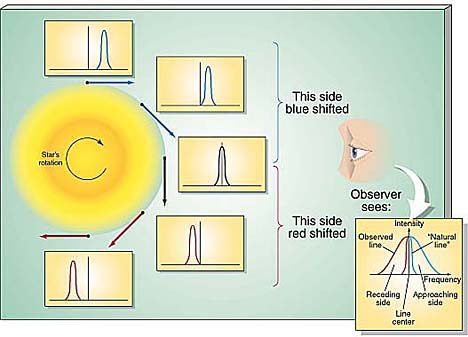 This side
blue shifted
Star's
rotation
This side
red shifted
Observer
sees:
Intensity
Observed
line
"Natural
line"
Frequency
Receding
side
Approaching
side
Line
center